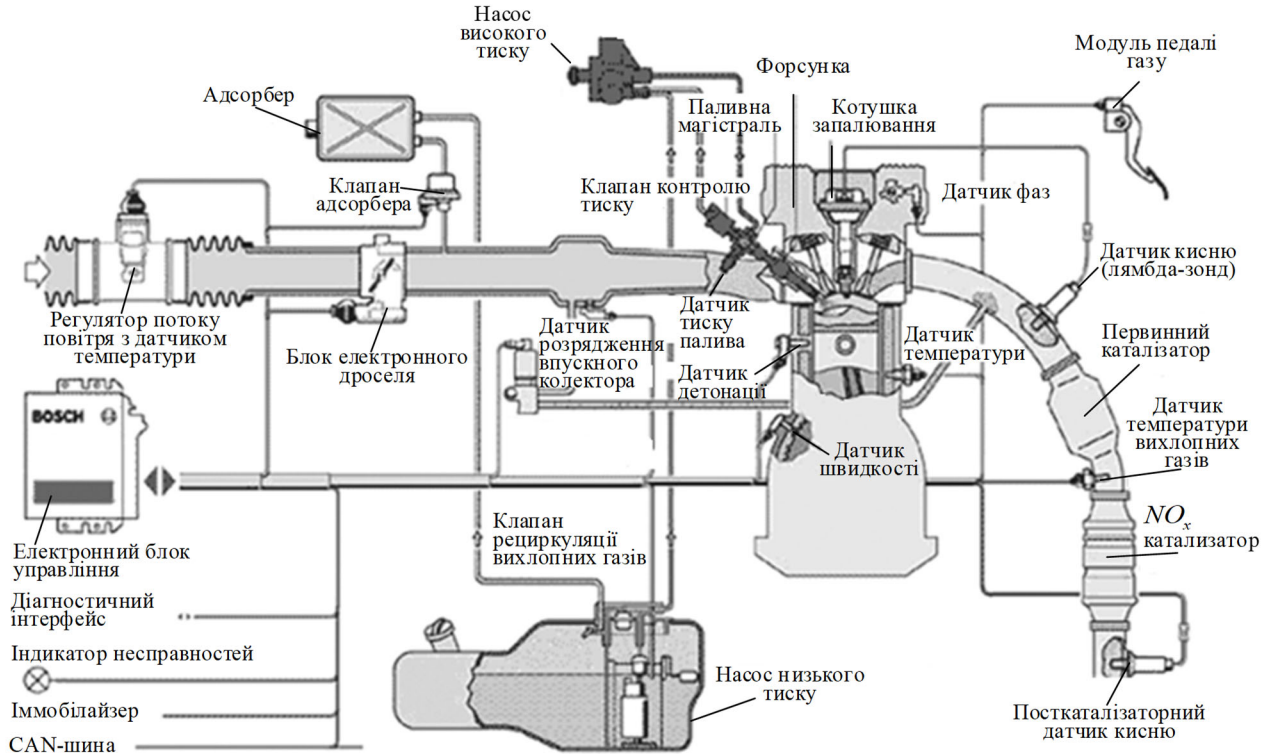 Насос
високого
тиску
Модуль педалі
газу
Форсунка
Адсорбер
Паливна
магістраль
Котушка
запалювання
Клапан контролю
тиску
Клапан
адсорбера
Датчик фаз
Датчик кисню
(лямбда-зонд)
Регулятор потоку
повітря з датчиком
температури
Блок електронного
дроселя
Датчик
розрядження
впускного
колектора
Датчик
тиску
палива
Датчик
детонації
Датчик
температури
Первинний
каталізатор
BOSCH
Датчик
температури
вихлопних
газів
Датчик
швидкості
Клапан
рециркуляції
вихлопних газів
NOx
катализатор
Електронний блок
управління
Діагностичний
інтерфейс
Індикатор несправностей
Іммобілайзер
CAN-шина
Насос низького
тиску
Посткаталізаторний
датчик кисню